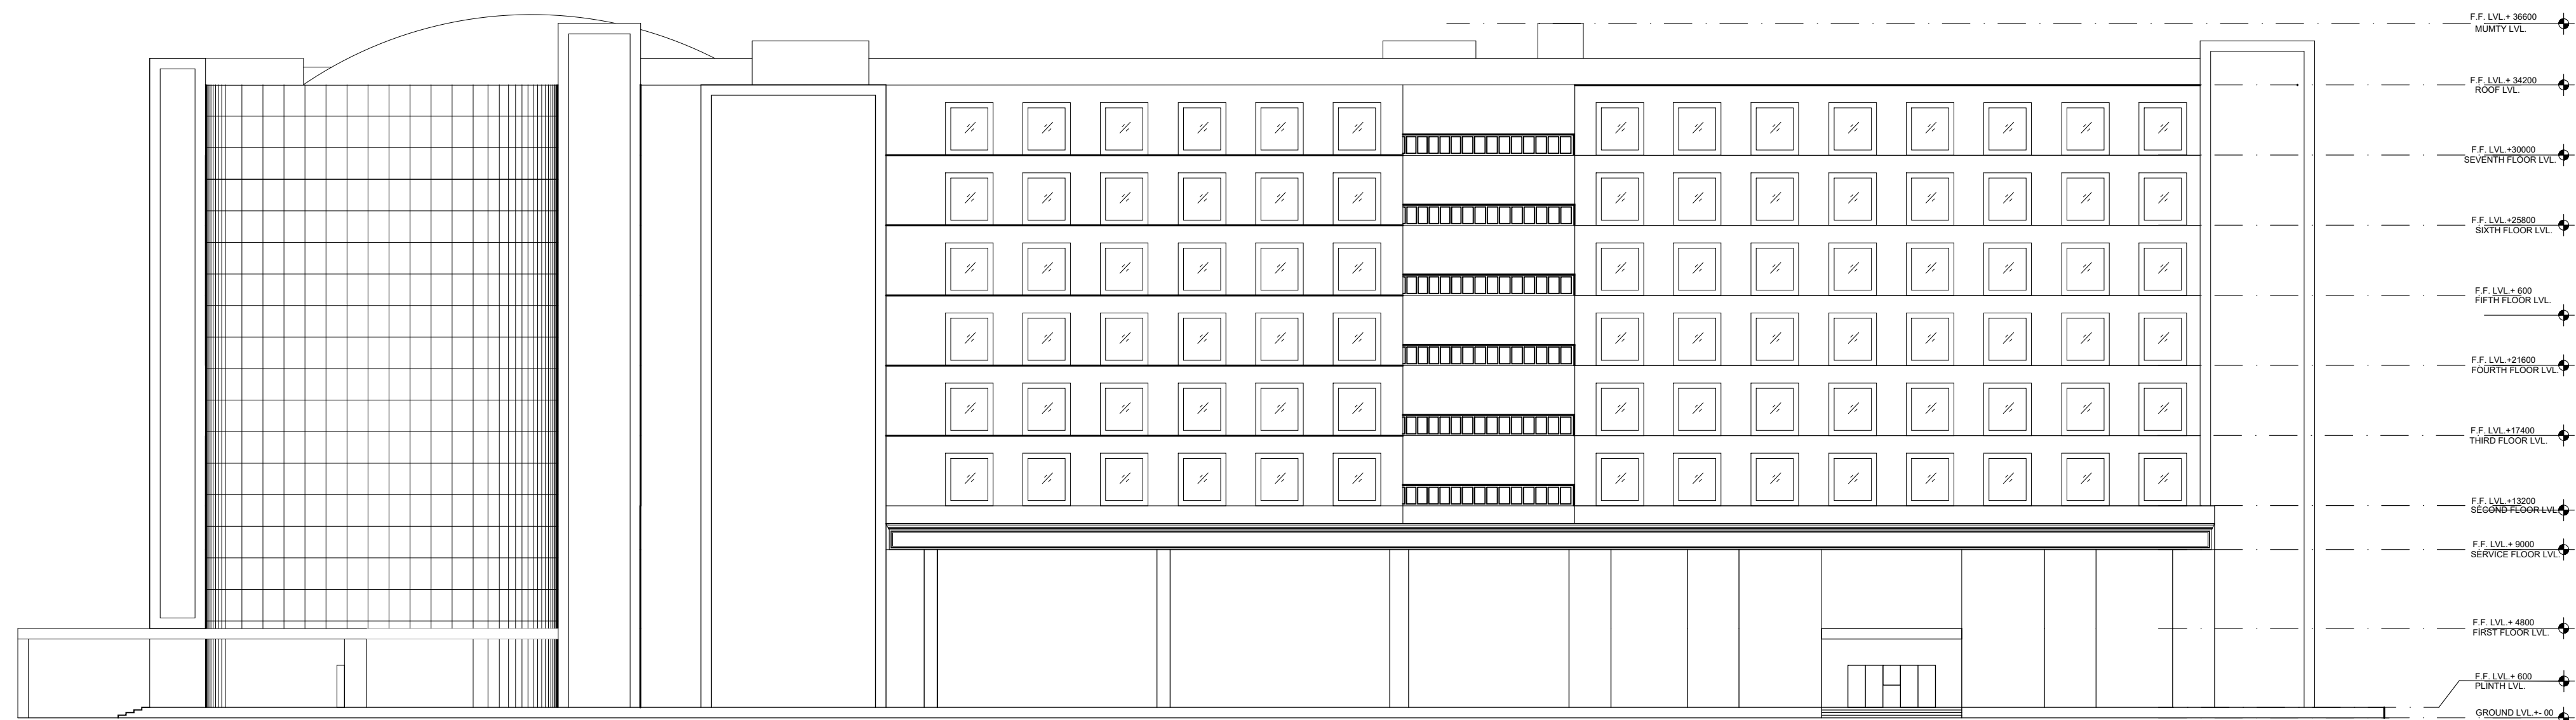 F.F. LVL.+ 36600
MUMTY LVL.
F.F. LVL.+ 34200
ROOF LVL.
F.F. LVL.+30000
SEVENTH FLOOR LVL.
F.F. LVL.+25800
SIXTH FLOOR LVL.
F.F. LVL.+ 600
FIFTH FLOOR LVL.
F.F. LVL.+21600
FOURTH FLOOR LVL.
F.F. LVL.+17400
THIRD FLOOR LVL.
F.F. LVL.+13200
SECOND FLOOR LVL.
F.F. LVL.+ 9000
SERVICE FLOOR LVL.
F.F. LVL.+ 4800
FIRST FLOOR LVL.
F.F. LVL.+ 600
PLINTH LVL.
GROUND LVL.+- 00